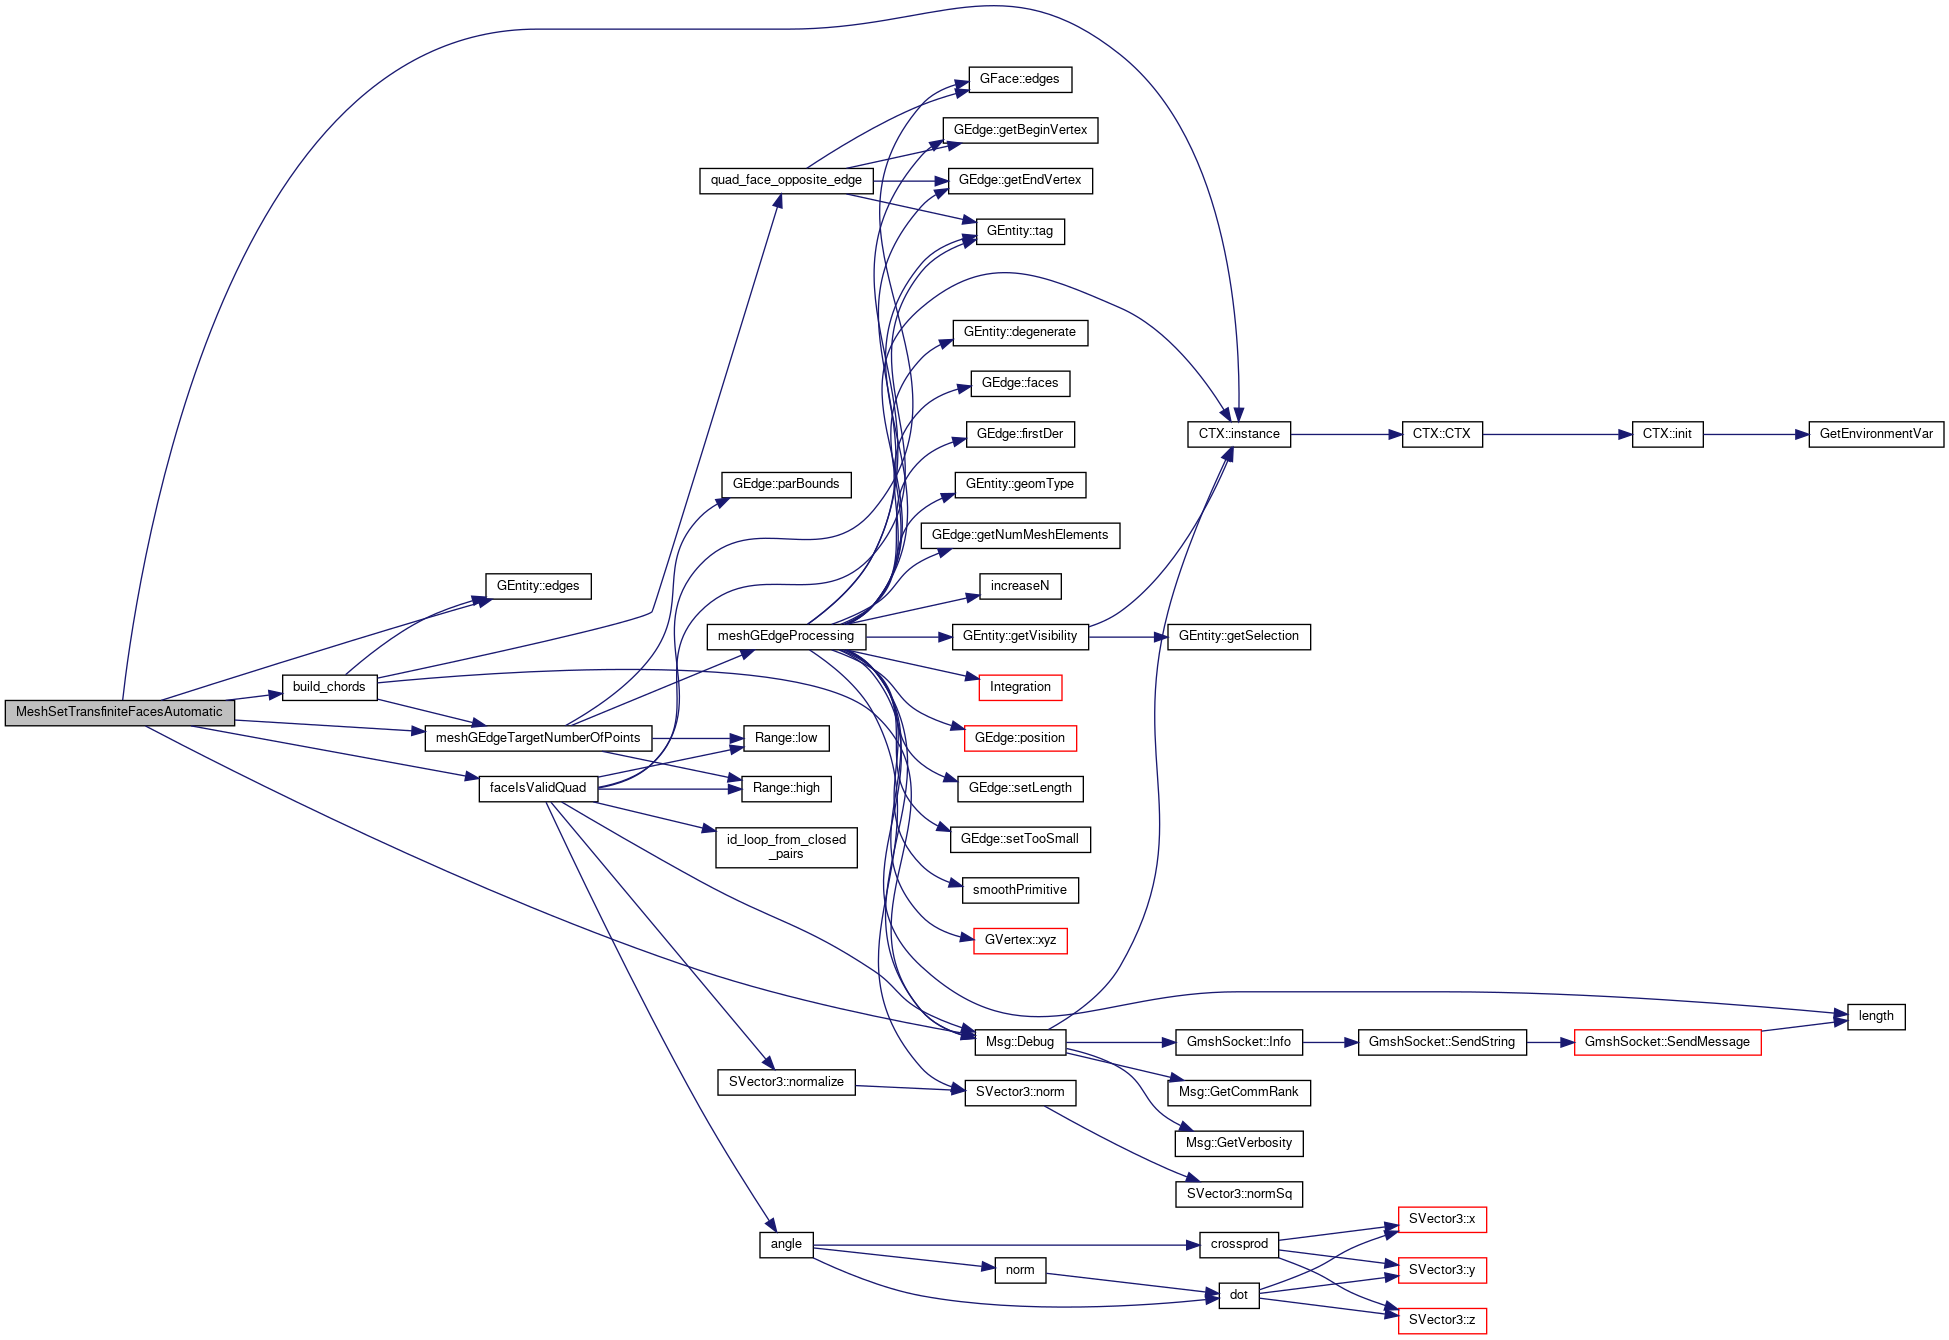 GFace::edges
GEdge::getBeginVertex
quad_face_opposite_edge
GEdge::getEndVertex
GEntity::tag
GEntity::degenerate
GEdge::faces
GEdge::firstDer
CTX::instance
CTX::CTX
CTX::init
GetEnvironmentVar
GEdge::parBounds
GEntity::geomType
GEdge::getNumMeshElements
GEntity::edges
increaseN
meshGEdgeProcessing
GEntity::getVisibility
GEntity::getSelection
build_chords
Integration
MeshSetTransfiniteFacesAutomatic
meshGEdgeTargetNumberOfPoints
Range::low
GEdge::position
faceIsValidQuad
Range::high
GEdge::setLength
id_loop_from_closed
_pairs
GEdge::setTooSmall
smoothPrimitive
GVertex::xyz
length
Msg::Debug
GmshSocket::Info
GmshSocket::SendString
GmshSocket::SendMessage
SVector3::normalize
SVector3::norm
Msg::GetCommRank
Msg::GetVerbosity
SVector3::normSq
SVector3::x
angle
crossprod
norm
SVector3::y
dot
SVector3::z